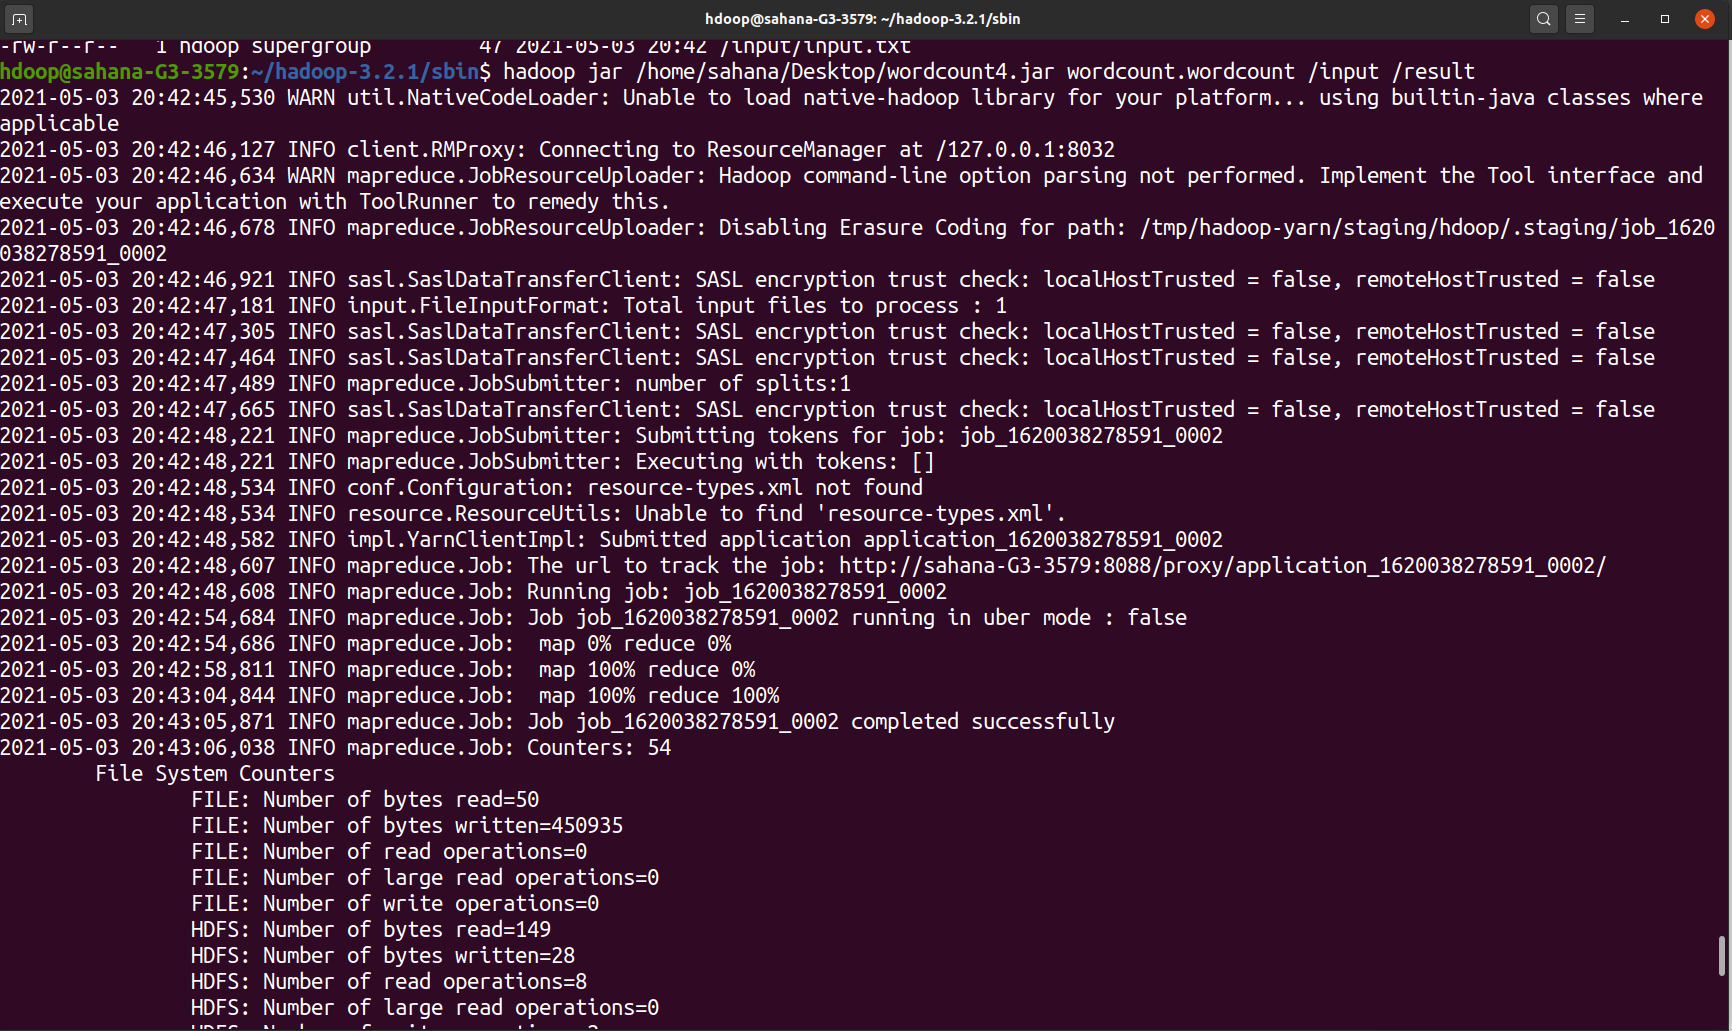 hdoop@sahana-G3-3579: ~/hadoop-3.2.1/sbin
-rw-r--r--   1 hdoop supergroup         47 2021-05-03 20:42 /input/input.txt
hdoop@sahana-G3-3579:~/hadoop-3.2.1/sbin$ hadoop jar /home/sahana/Desktop/wordcount4.jar wordcount.wordcount /input /result
2021-05-03 20:42:45,530 WARN util.NativeCodeLoader: Unable to load native-hadoop library for your platform... using builtin-java classes where
applicable
2021-05-03 20:42:46,127 INFO client.RMProxy: Connecting to ResourceManager at /127.0.0.1:8032
2021-05-03 20:42:46,634 WARN mapreduce.JobResourceUploader: Hadoop command-line option parsing not performed. Implement the Tool interface and
execute your application with ToolRunner to remedy this.
2021-05-03 20:42:46,678 INFO mapreduce.JobResourceUploader: Disabling Erasure Coding for path: /tmp/hadoop-yarn/staging/hdoop/.staging/job_1620
038278591_0002
2021-05-03 20:42:46,921 INFO sasl.SaslDataTransferClient: SASL encryption trust check: localHostTrusted = false, remoteHostTrusted = false
2021-05-03 20:42:47,181 INFO input.FileInputFormat: Total input files to process : 1
2021-05-03 20:42:47,305 INFO sasl.SaslDataTransferClient: SASL encryption trust check: localHostTrusted = false, remoteHostTrusted = false
2021-05-03 20:42:47,464 INFO sasl.SaslDataTransferClient: SASL encryption trust check: localHostTrusted = false, remoteHostTrusted = false
2021-05-03 20:42:47,489 INFO mapreduce.JobSubmitter: number of splits:1
2021-05-03 20:42:47,665 INFO sasl.SaslDataTransferClient: SASL encryption trust check: localHostTrusted = false, remoteHostTrusted = false
2021-05-03 20:42:48,221 INFO mapreduce.JobSubmitter: Submitting tokens for job: job_1620038278591_0002
2021-05-03 20:42:48,221 INFO mapreduce.JobSubmitter: Executing with tokens: []
2021-05-03 20:42:48,534 INFO conf.Configuration: resource-types.xml not found
2021-05-03 20:42:48,534 INFO resource.ResourceUtils: Unable to find 'resource-types.xml'.
2021-05-03 20:42:48,582 INFO impl.YarnClientImpl: Submitted application application_1620038278591_0002
2021-05-03 20:42:48,607 INFO mapreduce.Job: The url to track the job: http://sahana-G3-3579:8088/proxy/application_1620038278591_0002/
2021-05-03 20:42:48,608 INFO mapreduce.Job: Running job: job_1620038278591_0002
2021-05-03 20:42:54,684 INFO mapreduce.Job: Job job_1620038278591_0002 running in uber mode : false
2021-05-03 20:42:54,686 INFO mapreduce.Job:  map 0% reduce 0%
2021-05-03 20:42:58,811 INFO mapreduce.Job:  map 100% reduce 0%
2021-05-03 20:43:04,844 INFO mapreduce.Job:  map 100% reduce 100%
2021-05-03 20:43:05,871 INFO mapreduce.Job: Job job_1620038278591_0002 completed successfully
2021-05-03 20:43:06,038 INFO mapreduce.Job: Counters: 54
File System Counters
FILE: Number of bytes read=50
FILE: Number of bytes written=450935
FILE: Number of read operations=0
FILE: Number of large read operations=0
FILE: Number of write operations=0
HDFS: Number of bytes read=149
HDFS: Number of bytes written=28
HDFS: Number of read operations=8
HDFS: Number of large read operations=0